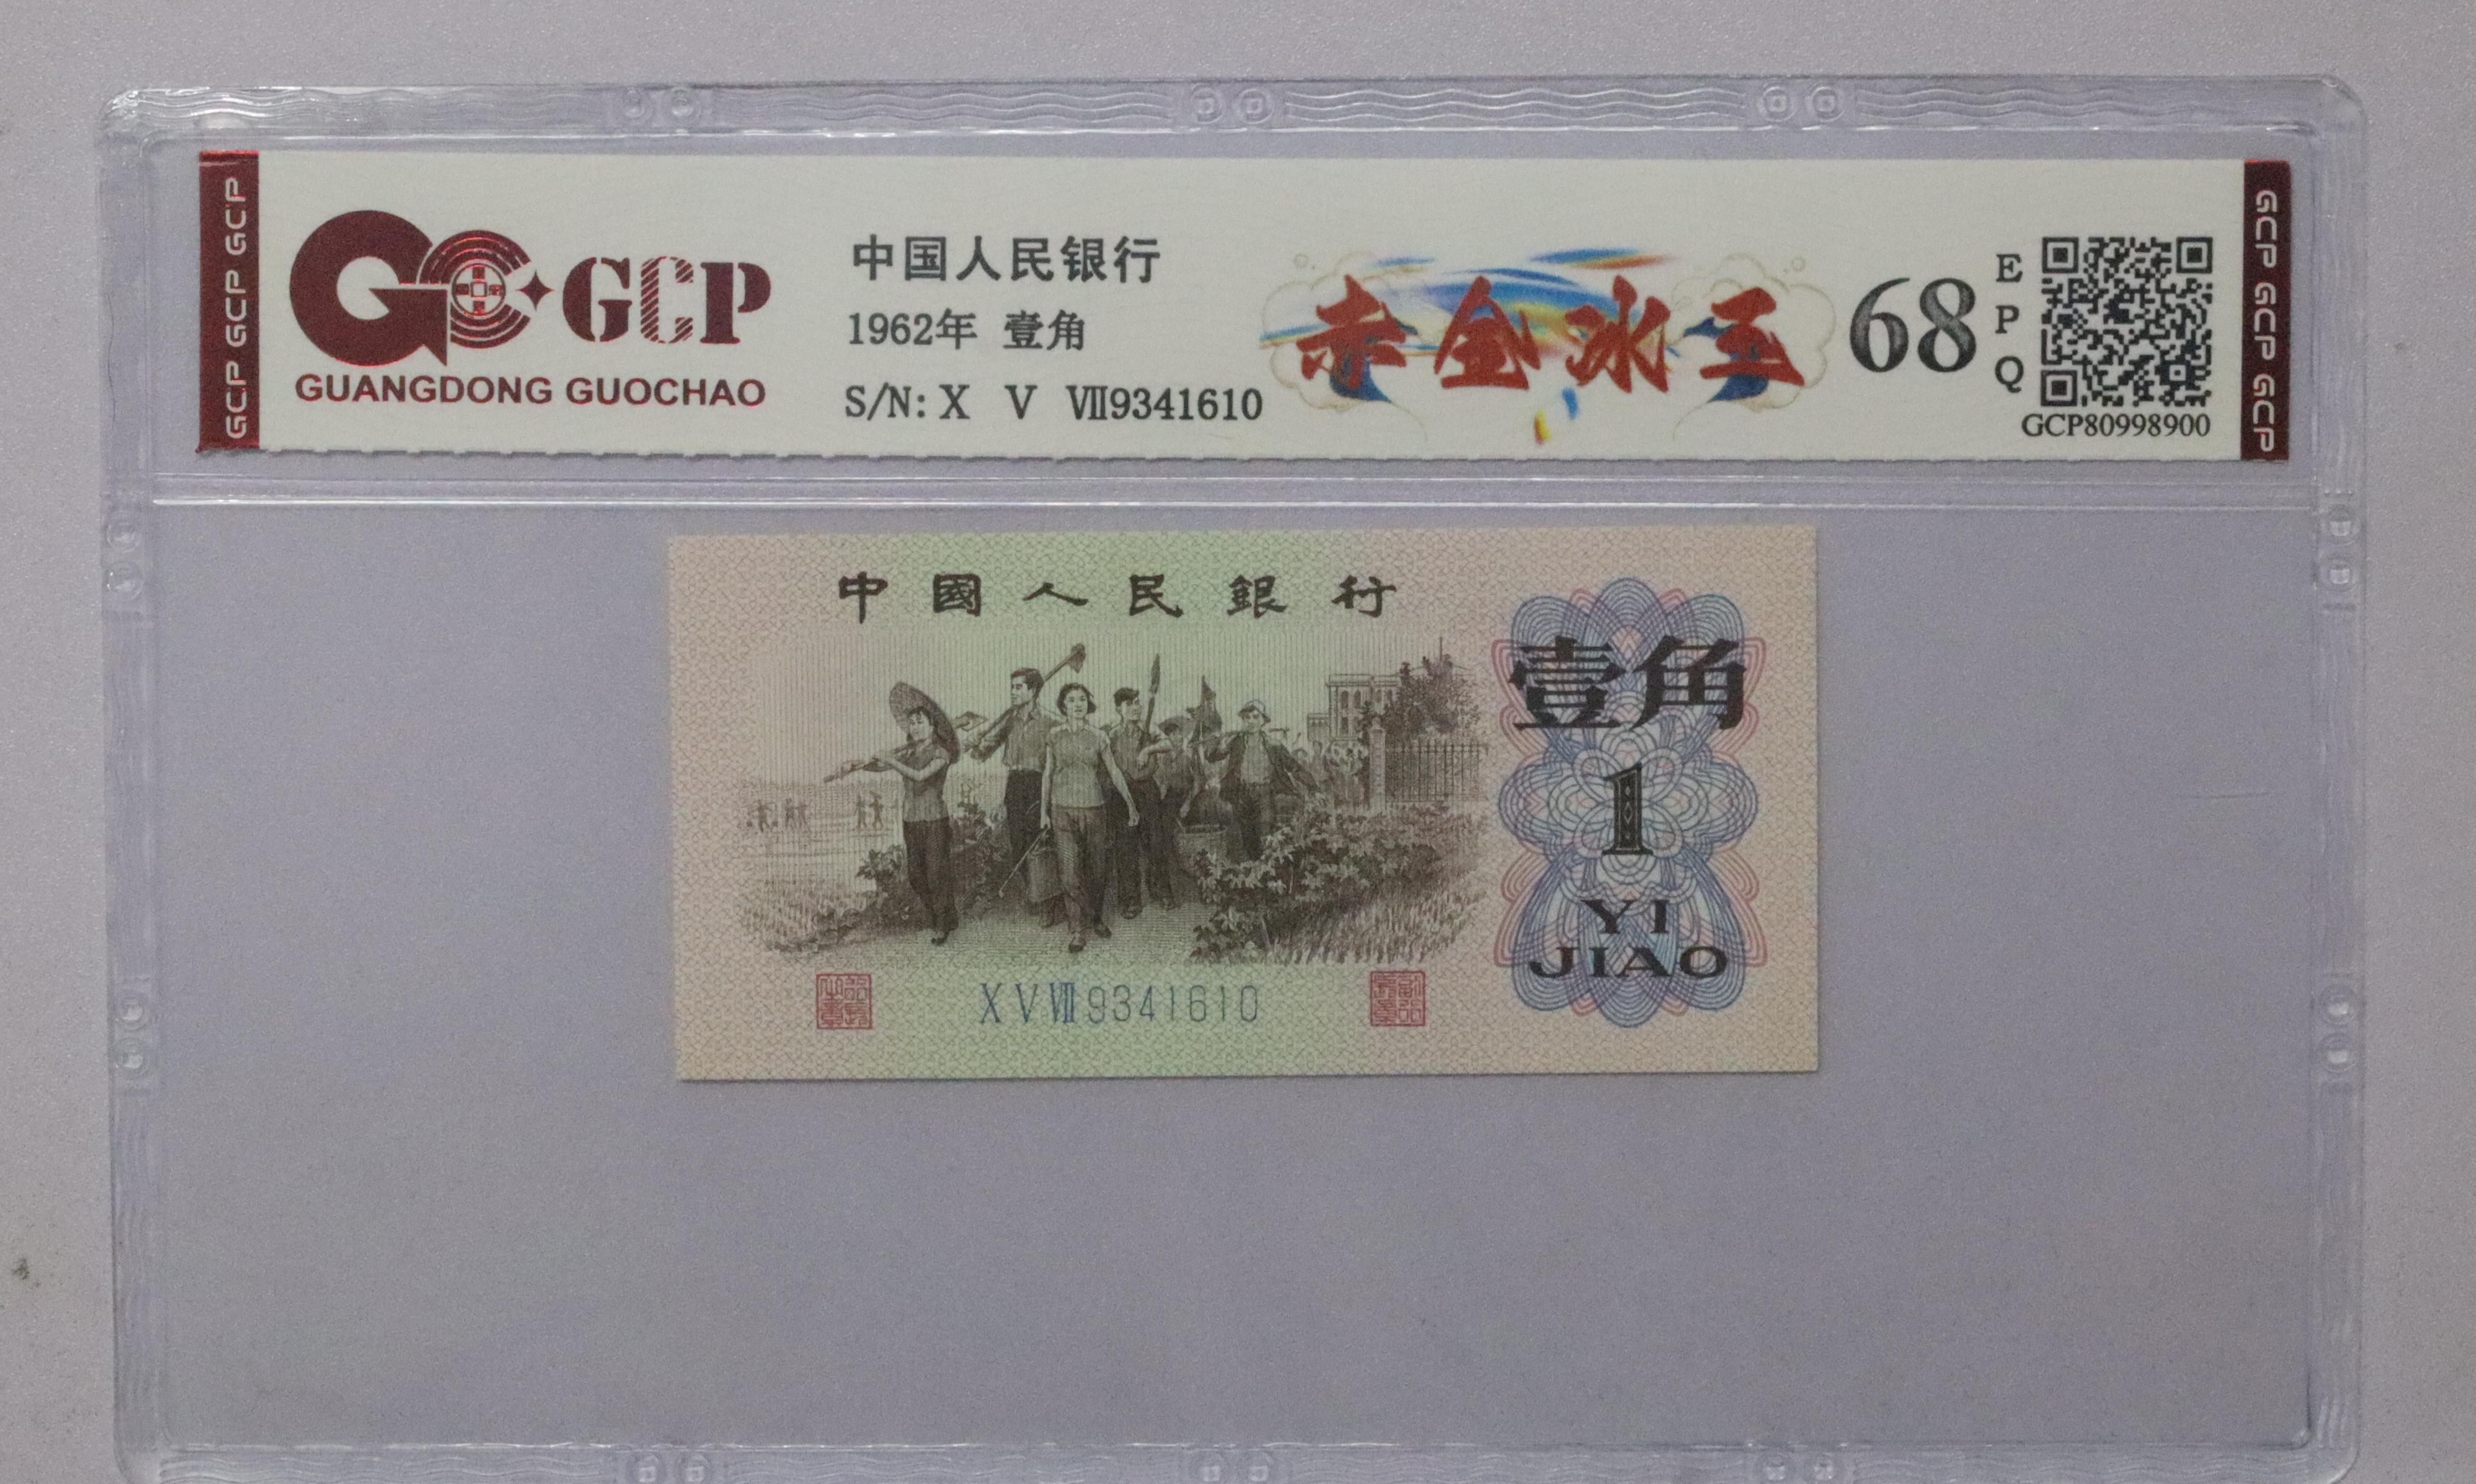 GCP GCP GCP
GCP
GUANGDONG GUOCHAO
中国人民银行
1962年 壹角
S/N: X V Ⅶ9341610
赤金冰王
68
EPQ
GCP80998900
GCP GCP GCP
中國人民銀行
壹角
1
YI
JIAO
X V Ⅶ 9341610